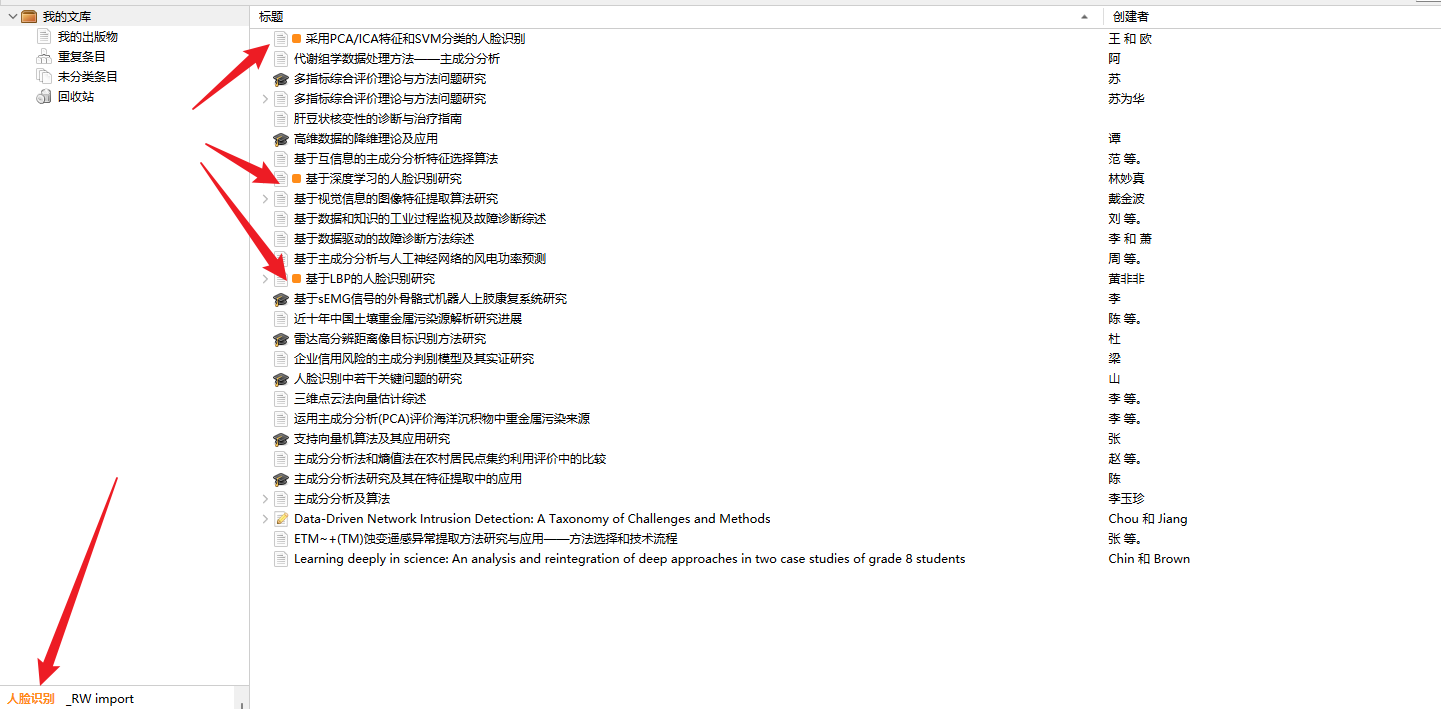 我的文库
我的出版物
重复条目
未分类条目
回收站
标题 创建者
采用PCA/ICA特征和SVM分类的人脸识别 王 和 欧
代谢组学数据处理方法——主成分分析 阿
多指标综合评价理论与方法问题研究 苏
多指标综合评价理论与方法问题研究 苏为华
肝豆状核变性的诊断与治疗指南
高维数据的降维理论及应用 谭
基于互信息的主成分分析特征选择算法 范 等。
基于深度学习的人脸识别研究 林妙真
基于视觉信息的图像特征提取算法研究 戴金波
基于数据和知识的工业过程监视及故障诊断综述 刘 等。
基于数据驱动的故障诊断方法综述 李 和 萧
基于主成分分析与人工神经网络的风电功率预测 周 等。
基于LBP的人脸识别研究 黄非非
基于sEMG信号的外骨骼式机器人上肢康复系统研究 李
近十年中国土壤重金属污染源解析研究进展 陈 等。
雷达高分辨距离像目标识别方法研究 杜
企业信用风险的主成分判别模型及其实证研究 梁
人脸识别中若干关键问题的研究 山
三维点云法向量估计综述 李 等。
运用主成分分析(PCA)评价海洋沉积物中重金属污染来源 李 等。
支持向量机算法及其应用研究 张
主成分分析法和熵值法在农村居民点集约利用评价中的比较 赵 等。
主成分分析法研究及其在特征提取中的应用 陈
主成分分析及算法 李玉珍
Data-Driven Network Intrusion Detection: A Taxonomy of Challenges and Methods Chou 和 Jiang
ETM~+(TM)蚀变遥感异常提取方法研究与应用——方法选择和技术流程 张 等。
Learning deeply in science: An analysis and reintegration of deep approaches in two case studies of grade 8 students Chin 和 Brown
人脸识别 _RW import